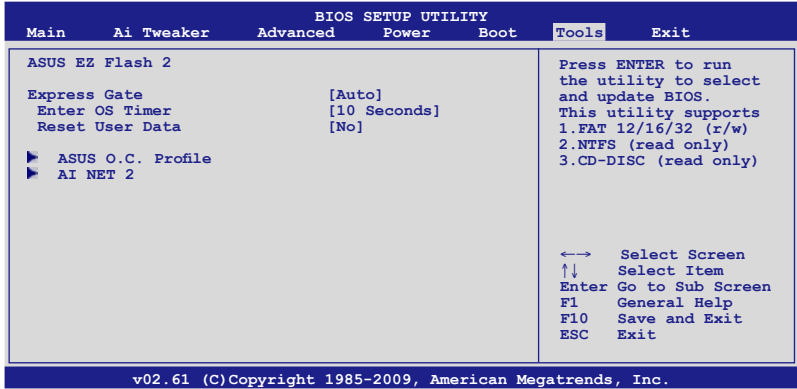 BIOS SETUP UTILITY
Main Ai Tweaker Advanced Power Boot Tools Exit
ASUS EZ Flash 2
Express Gate [Auto]
Enter OS Timer [10 Seconds]
Reset User Data [No]
ASUS O.C. Profile
AI NET 2
Press ENTER to run
the utility to select
and update BIOS.
This utility supports
1.FAT 12/16/32 (r/w)
2.NTFS (read only)
3.CD-DISC (read only)
←→ Select Screen
↑↓ Select Item
Enter Go to Sub Screen
F1 General Help
F10 Save and Exit
ESC Exit
v02.61 (C)Copyright 1985-2009, American Megatrends, Inc.